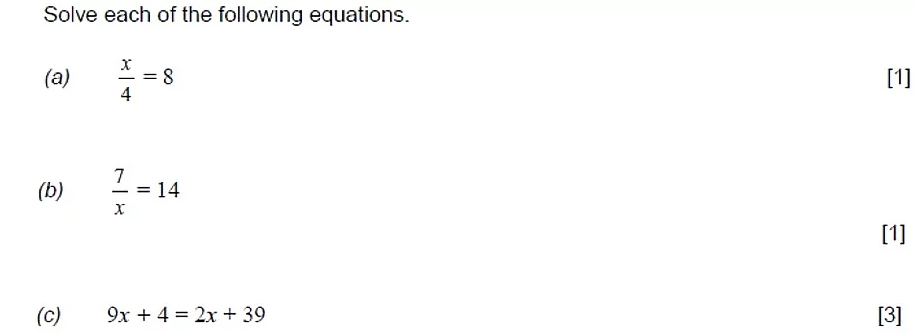 Solve each of the following equations.
(a) x/4 = 8 [1]
(b) 7/x = 14
[1]
(c) 9x + 4 = 2x + 39 [3]